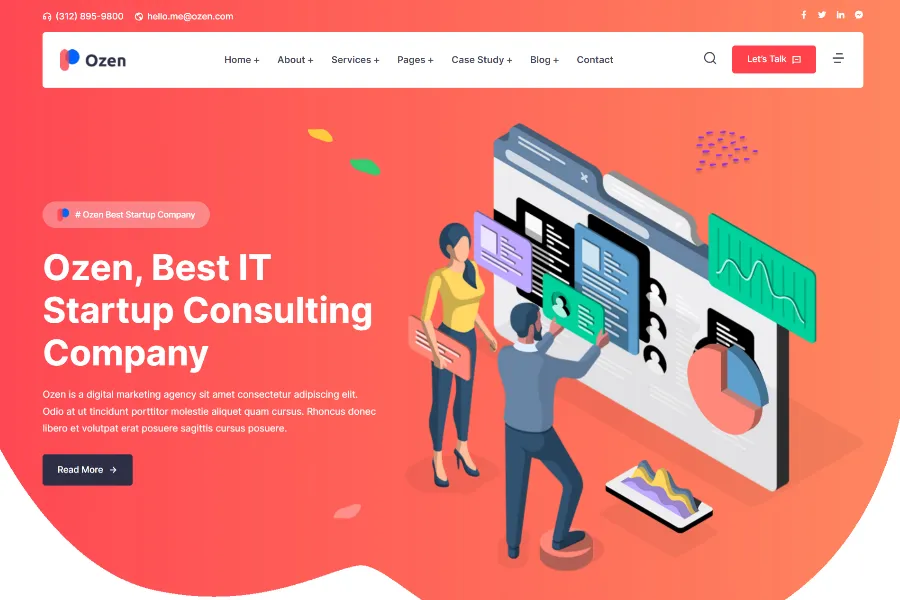 (312) 895-9800 hello.me@ozen.com
Ozen Home + About + Services + Pages + Case Study + Blog + Contact Let's Talk
# Ozen Best Startup Company
Ozen, Best IT
Startup Consulting
Company
Ozen is a digital marketing agency sit amet consectetur adipiscing elit.
Odio at ut tincidunt porttitor molestie aliquet quam cursus. Rhoncus donec
libero et volutpat erat posuere sagittis cursus posuere.
Read More →